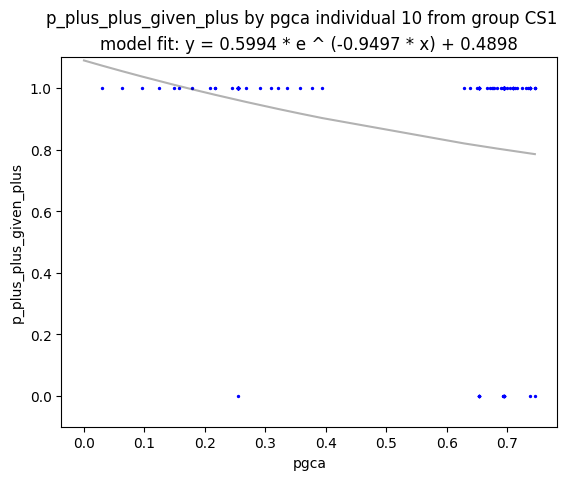 p_plus_plus_given_plus by pgca individual 10 from group CS1
model fit: y = 0.5994 * e ^ (-0.9497 * x) + 0.4898
p_plus_plus_given_plus
1.0
0.8
0.6
0.4
0.2
0.0
0.0 0.1 0.2 0.3 0.4 0.5 0.6 0.7
pgca